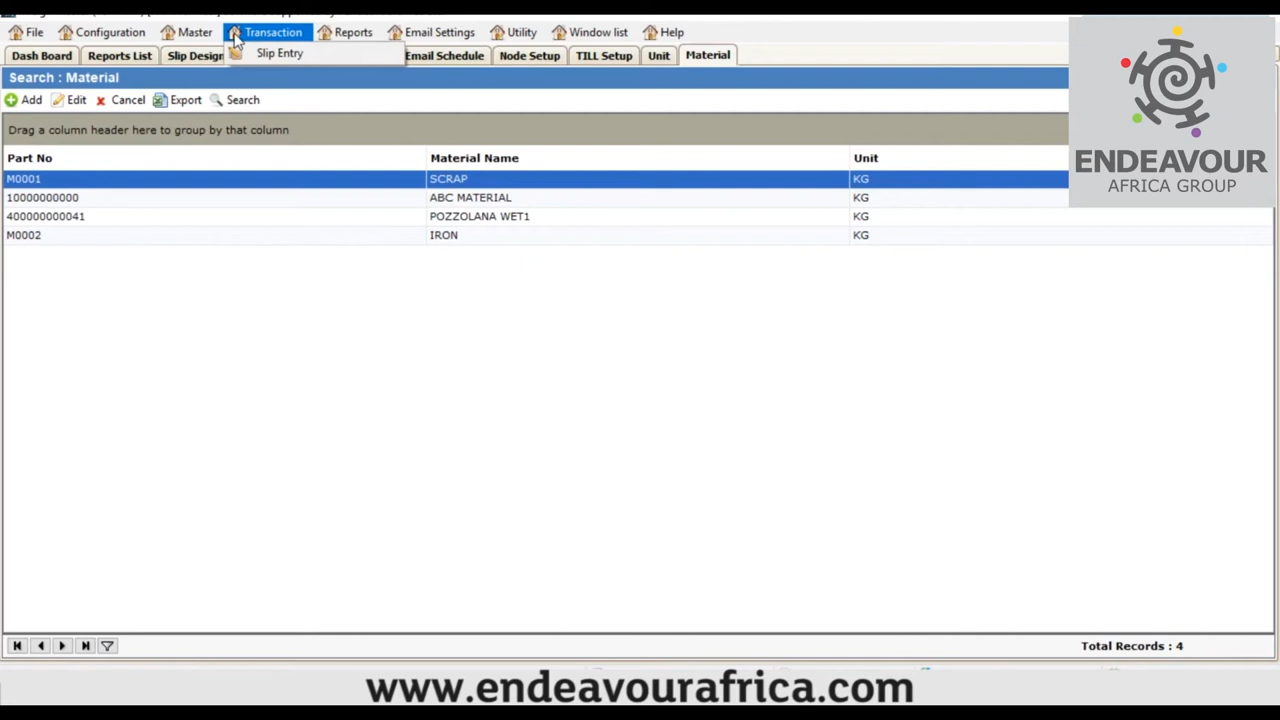 File Configuration Master Transaction Reports Email Settings Utility Window list Help
Dash Board Reports List Slip Design Email Schedule Node Setup TILL Setup Unit Material
Slip Entry
Search : Material
Add Edit Cancel Export Search
Drag a column header here to group by that column
Part No Material Name Unit
M0001 SCRAP KG
10000000000 ABC MATERIAL KG
400000000041 POZZOLANA WET1 KG
M0002 IRON KG
ENDEAVOUR
AFRICA GROUP
Total Records : 4
www.endeavourafrica.com